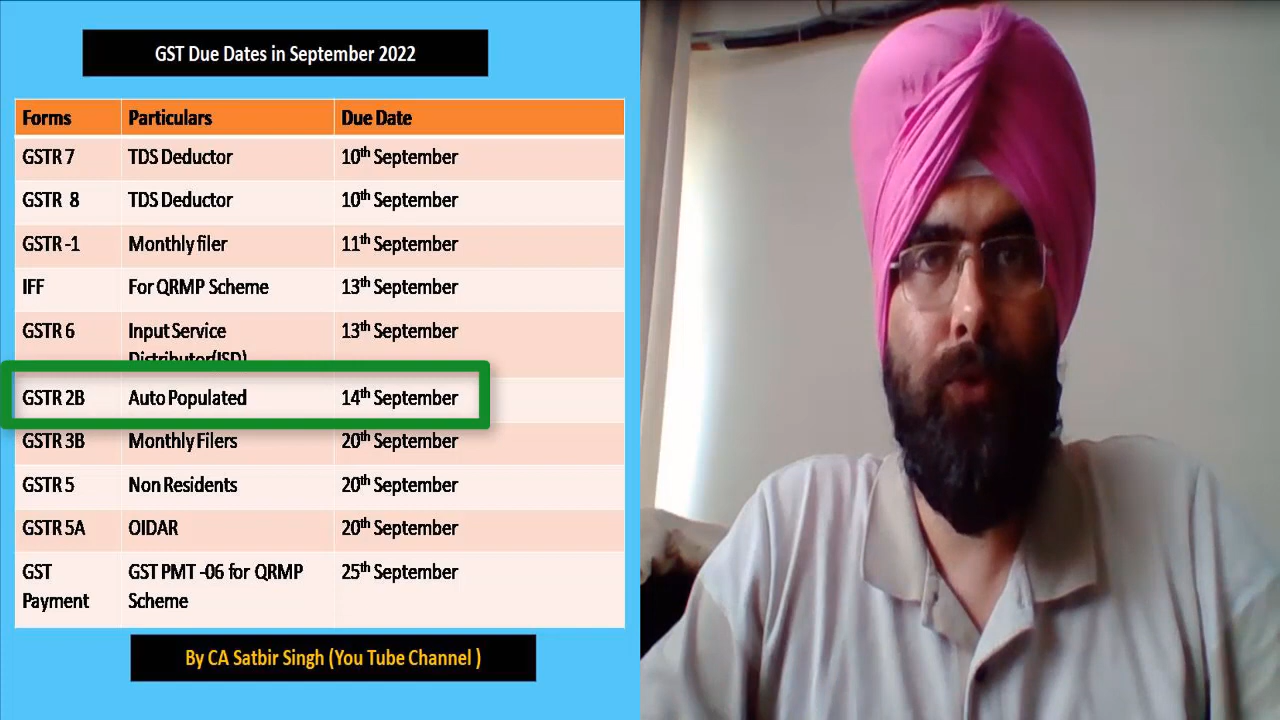 GST Due Dates in September 2022
Forms Particulars Due Date
GSTR 7 TDS Deductor 10th September
GSTR 8 TDS Deductor 10th September
GSTR -1 Monthly filer 11th September
IFF For QRMP Scheme 13th September
GSTR 6 Input Service 13th September
Distributor(ISD)
GSTR 2B Auto Populated 14th September
GSTR 3B Monthly Filers 20th September
GSTR 5 Non Residents 20th September
GSTR 5A OIDAR 20th September
GST GST PMT -06 for QRMP 25th September
Payment Scheme
By CA Satbir Singh (You Tube Channel )